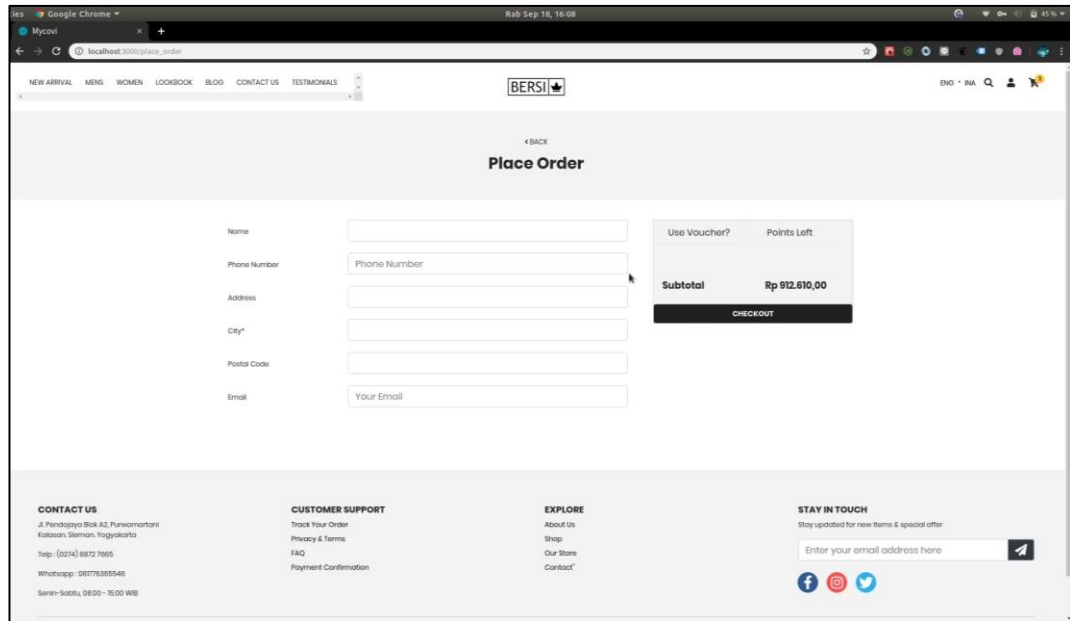 ies Google Chrome Rab Sep 18, 16:08 45%
Mycovi
localhost:3000/place_order
NEW ARRIVAL MENS WOMEN LOOKBOOK BLOG CONTACT US TESTIMONIALS
BERSI
ENG INA 1
BACK
Place Order
Name
Phone Number Phone Number
Address
City*
Postal Code
Email Your Email
Use Voucher? Points Left
Subtotal Rp 912.610,00
CHECKOUT
CONTACT US
Jl. Pendojaya Blok A2, Purwomartani
Kalasan. Sleman. Yogyakarta
Telp : (0274) 8872 7665
Whatsapp : 081776365546
Senin-Sabtu, 08:00 - 15:00 WIB
CUSTOMER SUPPORT
Track Your Order
Privacy & Terms
FAQ
Payment Confirmation
EXPLORE
About Us
Shop
Our Store
Contact
STAY IN TOUCH
Stay updated for new items & special offer
Enter your email address here